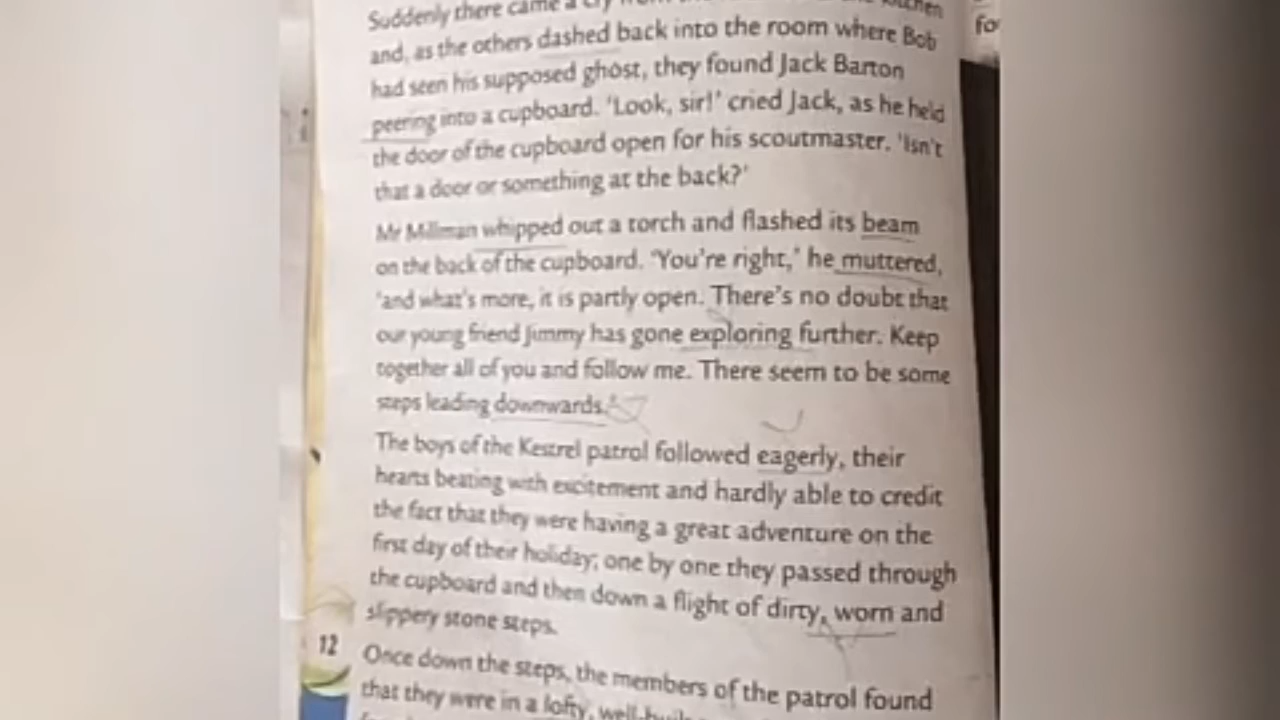 Suddenly there came a cry from the kitchen
and, as the others dashed back into the room where Bob
had seen his supposed ghost, they found Jack Barton
peering into a cupboard. 'Look, sir!' cried Jack, as he held
the door of the cupboard open for his scoutmaster. 'Isn't
that a door or something at the back?'
Mr Millman whipped out a torch and flashed its beam
on the back of the cupboard. 'You're right,' he muttered,
'and what's more, it is partly open. There's no doubt that
our young friend Jimmy has gone exploring further. Keep
together all of you and follow me. There seem to be some
steps leading downwards.'
The boys of the Kestrel patrol followed eagerly, their
hearts beating with excitement and hardly able to credit
the fact that they were having a great adventure on the
first day of their holiday; one by one they passed through
the cupboard and then down a flight of dirty, worn and
slippery stone steps.
12
Once down the steps, the members of the patrol found
that they were in a lofty,
fo